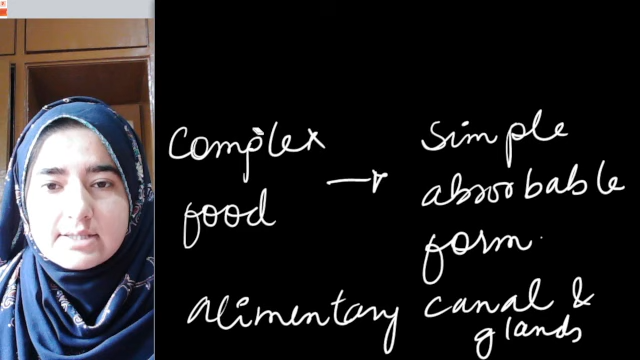 Complex
food
→ Simple
absorbable
form.
alimentary canal &
glands